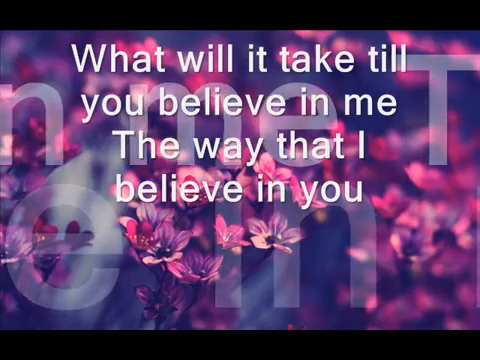 What will it take till
you believe in me
The way that I
believe in you